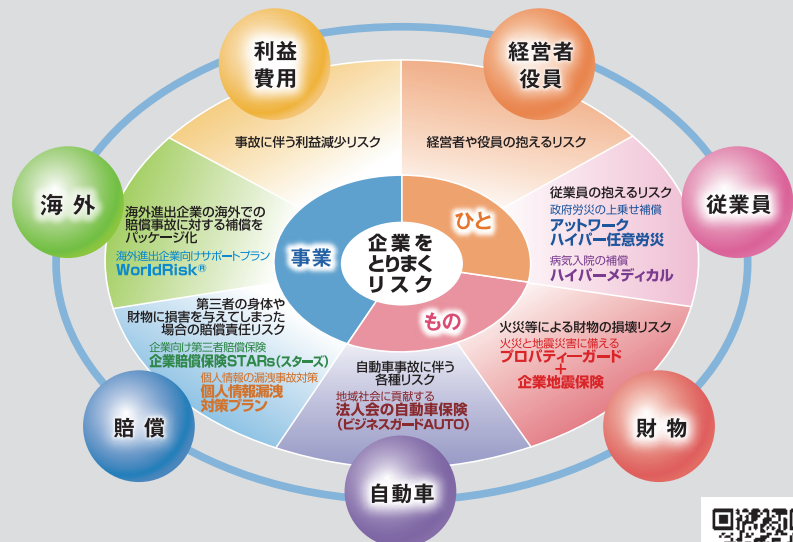 利益
費用
経営者
役員
事故に伴う利益減少リスク
経営者や役員の抱えるリスク
海外
海外進出企業の海外での
賠償事故に対する補償を
パッケージ化
海外進出企業向けサポートプラン
WorldRisk®
従業員の抱えるリスク
政府労災の上乗せ補償
アットワーク
ハイパー任意労災
病気入院の補償
ハイパーメディカル
従業員
事業
ひと
企業を
とりまく
リスク
もの
第三者の身体や
財物に損害を与えてしまった
場合の賠償責任リスク
企業向け第三者賠償保険
企業賠償保険STARs(スターズ)
個人情報の漏洩事故対策
個人情報漏洩
対策プラン
自動車事故に伴う
各種リスク
地域社会に貢献する
法人会の自動車保険
(ビジネスガードAUTO)
火災等による財物の損壊リスク
火災と地震災害に備える
プロパティーガード
+
企業地震保険
賠償
自動車
財物